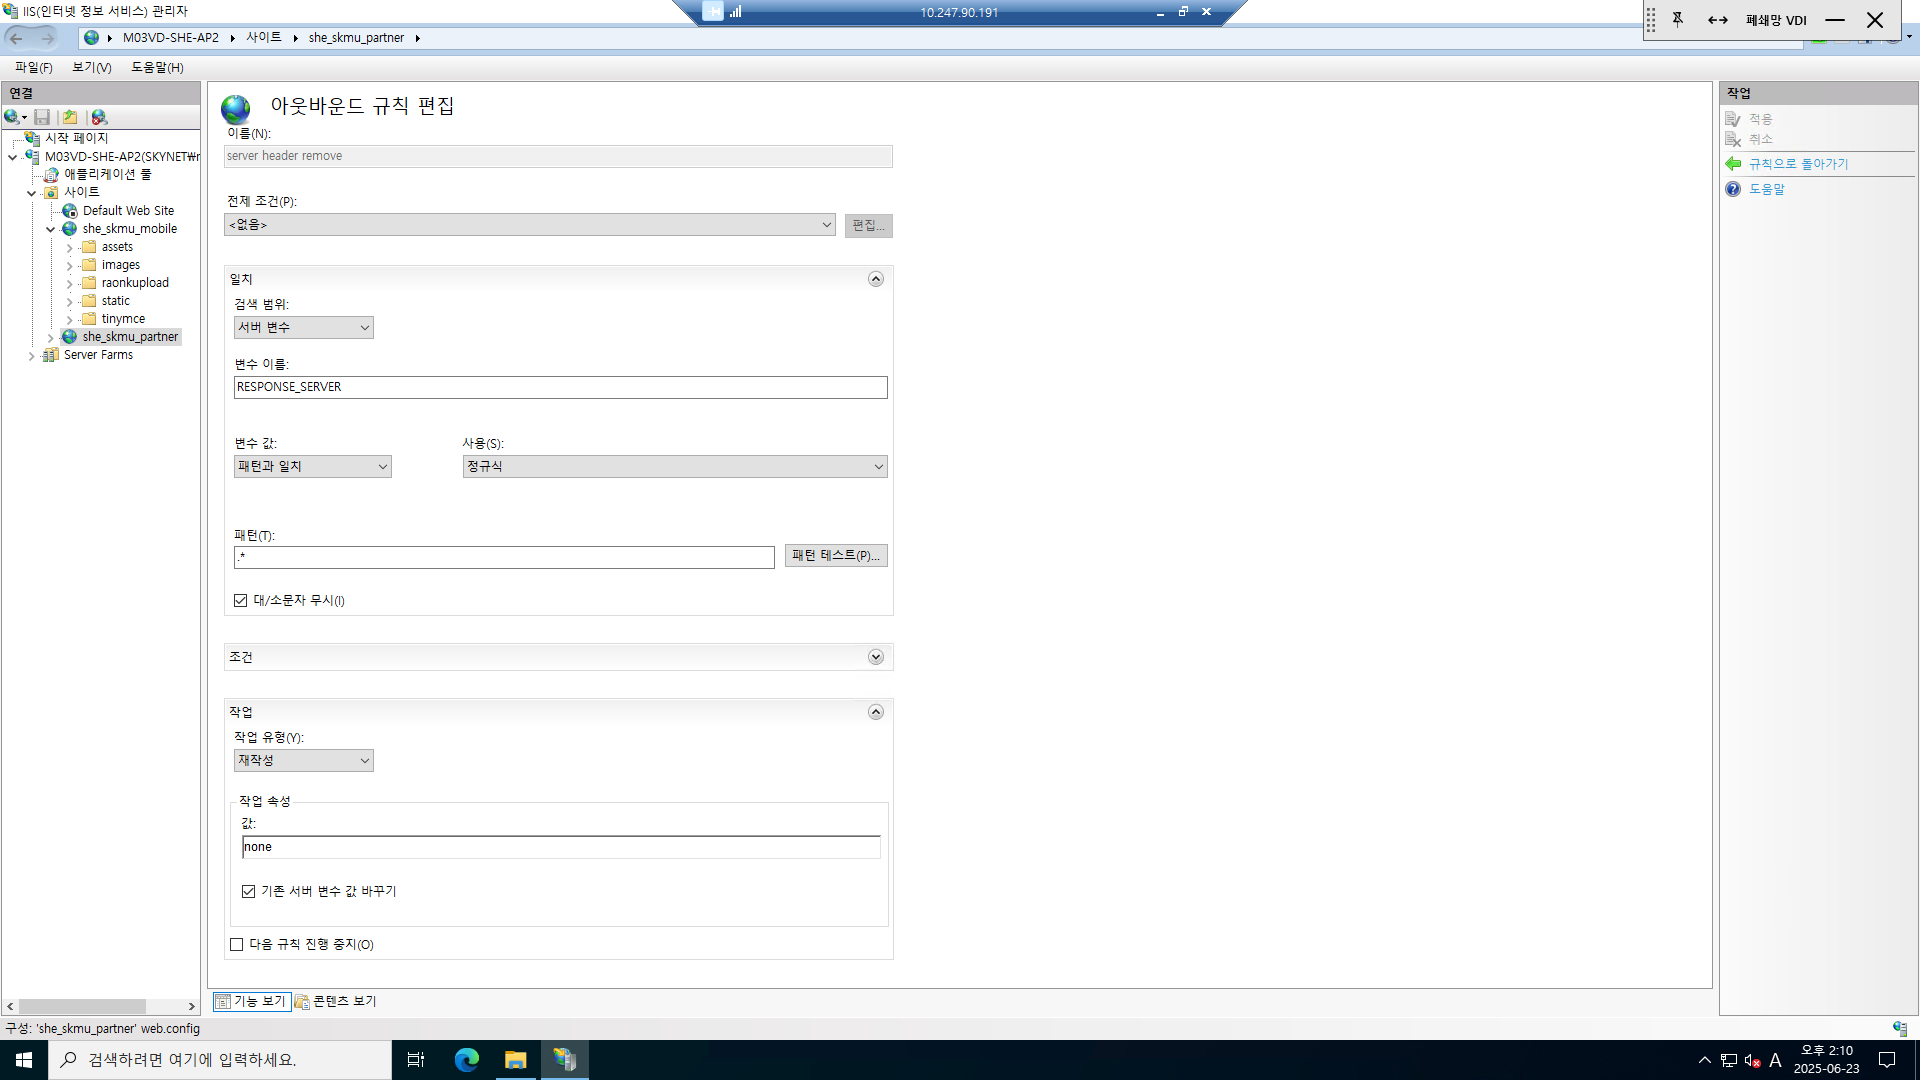 IIS(인터넷 정보 서비스) 관리자
10.247.90.191
폐쇄망 VDI
M03VD-SHE-AP2 사이트 she_skmu_partner
파일(F) 보기(V) 도움말(H)
연결
시작 페이지
M03VD-SHE-AP2(SKYNET₩r
애플리케이션 풀
사이트
Default Web Site
she_skmu_mobile
assets
images
raonkupload
static
tinymce
she_skmu_partner
Server Farms
아웃바운드 규칙 편집
이름(N):
server header remove
전제 조건(P):
<없음> 편집...
일치
검색 범위:
서버 변수
변수 이름:
RESPONSE_SERVER
변수 값: 사용(S):
패턴과 일치 정규식
패턴(T):
.* 패턴 테스트(P)...
대/소문자 무시(I)
조건
작업
작업 유형(Y):
재작성
작업 속성
값:
none
기존 서버 변수 값 바꾸기
다음 규칙 진행 중지(O)
기능 보기 콘텐츠 보기
작업
적용
취소
규칙으로 돌아가기
도움말
구성: 'she_skmu_partner' web.config
검색하려면 여기에 입력하세요.
A
오후 2:10
2025-06-23